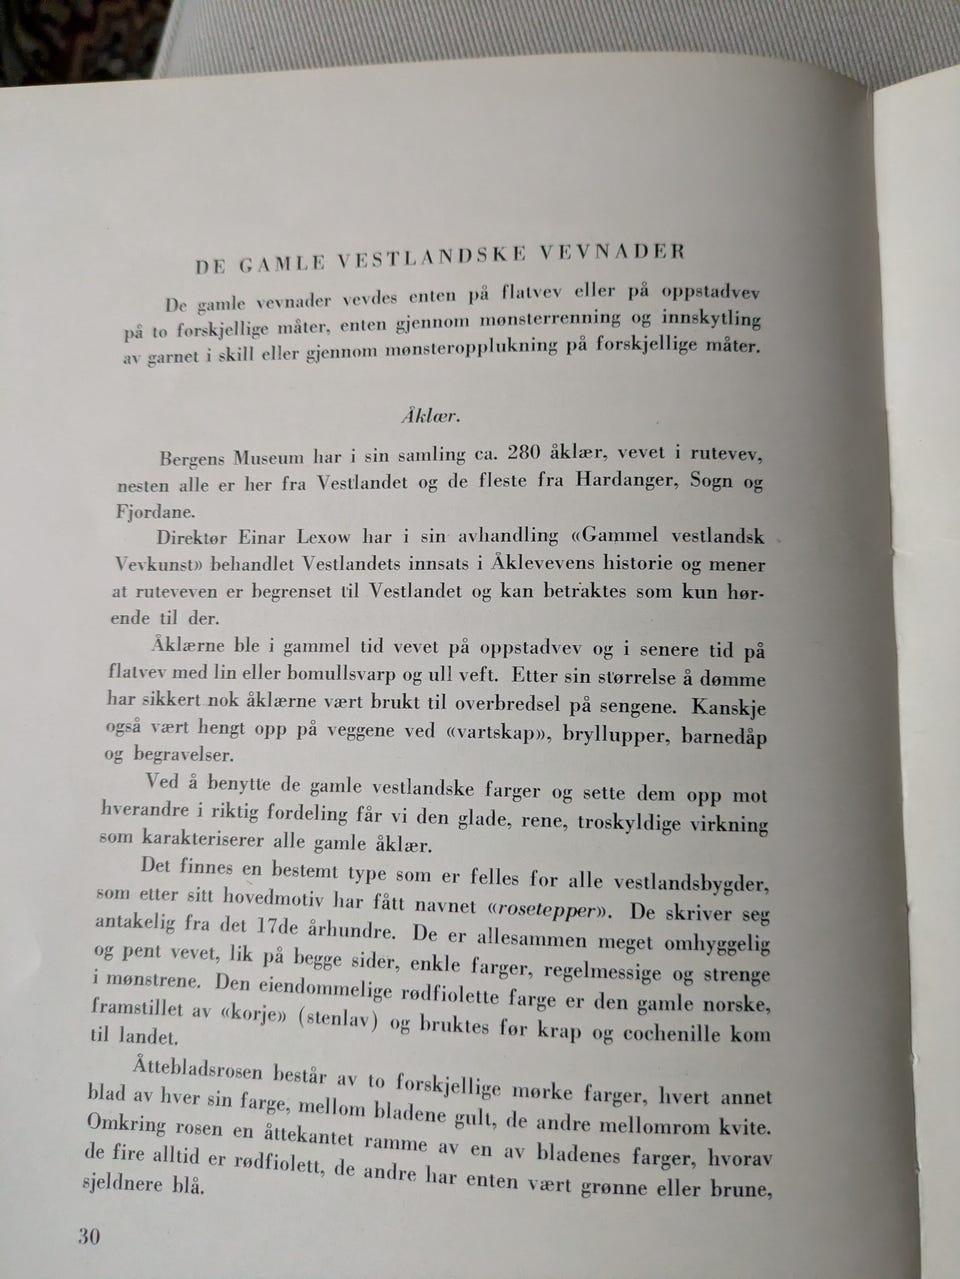 DE GAMLE VESTLANDSKE VEVNADER
De gamle vevnader vevdes enten på flatvev eller på oppstadvev
på to forskjellige måter, enten gjennom mønsterrenning og innskytling
av garnet i skill eller gjennom mønsteropplukning på forskjellige måter.
Åklær.
Bergens Museum har i sin samling ca. 280 åklær, vevet i rutevev,
nesten alle er her fra Vestlandet og de fleste fra Hardanger, Sogn og
Fjordane.
Direktør Einar Lexow har i sin avhandling «Gammel vestlandsk
Vevkunst» behandlet Vestlandets innsats i Åklevevens historie og mener
at ruteveven er begrenset til Vestlandet og kan betraktes som kun hør-
ende til der.
Åklærne ble i gammel tid vevet på oppstadvev og i senere tid på
flatvev med lin eller bomullsvarp og ull veft. Etter sin størrelse å dømme
har sikkert nok åklærne vært brukt til overbredsel på sengene. Kanskje
også vært hengt opp på veggene ved «vartskap», bryllupper, barnedåp
og begravelser.
Ved å benytte de gamle vestlandske farger og sette dem opp mot
hverandre i riktig fordeling får vi den glade, rene, troskyldige virkning
som karakteriserer alle gamle åklær.
Det finnes en bestemt type som er felles for alle vestlandsbygder,
som etter sitt hovedmotiv har fått navnet «rosetepper». De skriver seg
antakelig fra det 17de århundre. De er allesammen meget omhyggelig
og pent vevet, lik på begge sider, enkle farger, regelmessige og strenge
i mønstrene. Den eiendommelige rødfiolette farge er den gamle norske,
framstillet av «korje» (stenlav) og bruktes før krap og cochenille kom
til landet.
Åttebladsrosen består av to forskjellige mørke farger, hvert annet
blad av hver sin farge, mellom bladene gult, de andre mellomrom kvite.
Omkring rosen en åttekantet ramme av en av bladenes farger, hvorav
de fire alltid er rødfiolett, de andre har enten vært grønne eller brune,
sjeldnere blå.
30